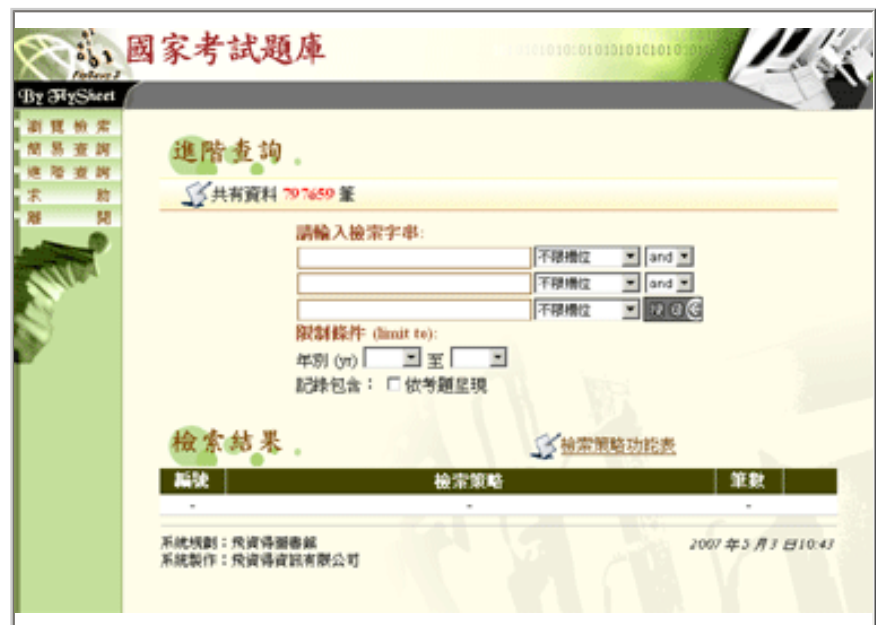 國家考試題庫
FlyBase 2
By FlySheet
瀏覽檢索
簡易查詢
進階查詢
求助
離開
進階查詢
共有資料 797659 筆
請輸入檢索字串:
不限欄位 and
不限欄位 and
不限欄位
限制條件 (limit to):
年別 (yr) 至
記錄包含: 依考題呈現
檢索結果
檢索策略功能表
編號 檢索策略 筆數
- - -
系統規劃:飛資得圖書館
系統製作:飛資得資訊有限公司
2007 年 5 月 3 日10:43